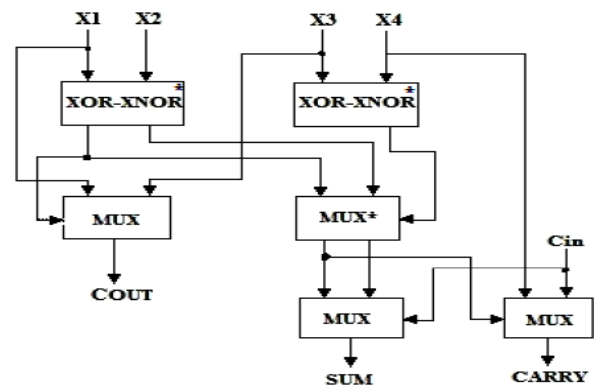 X1 X2 X3 X4
XOR-XNOR* XOR-XNOR*
MUX MUX*
Cin
COUT
MUX MUX
SUM CARRY